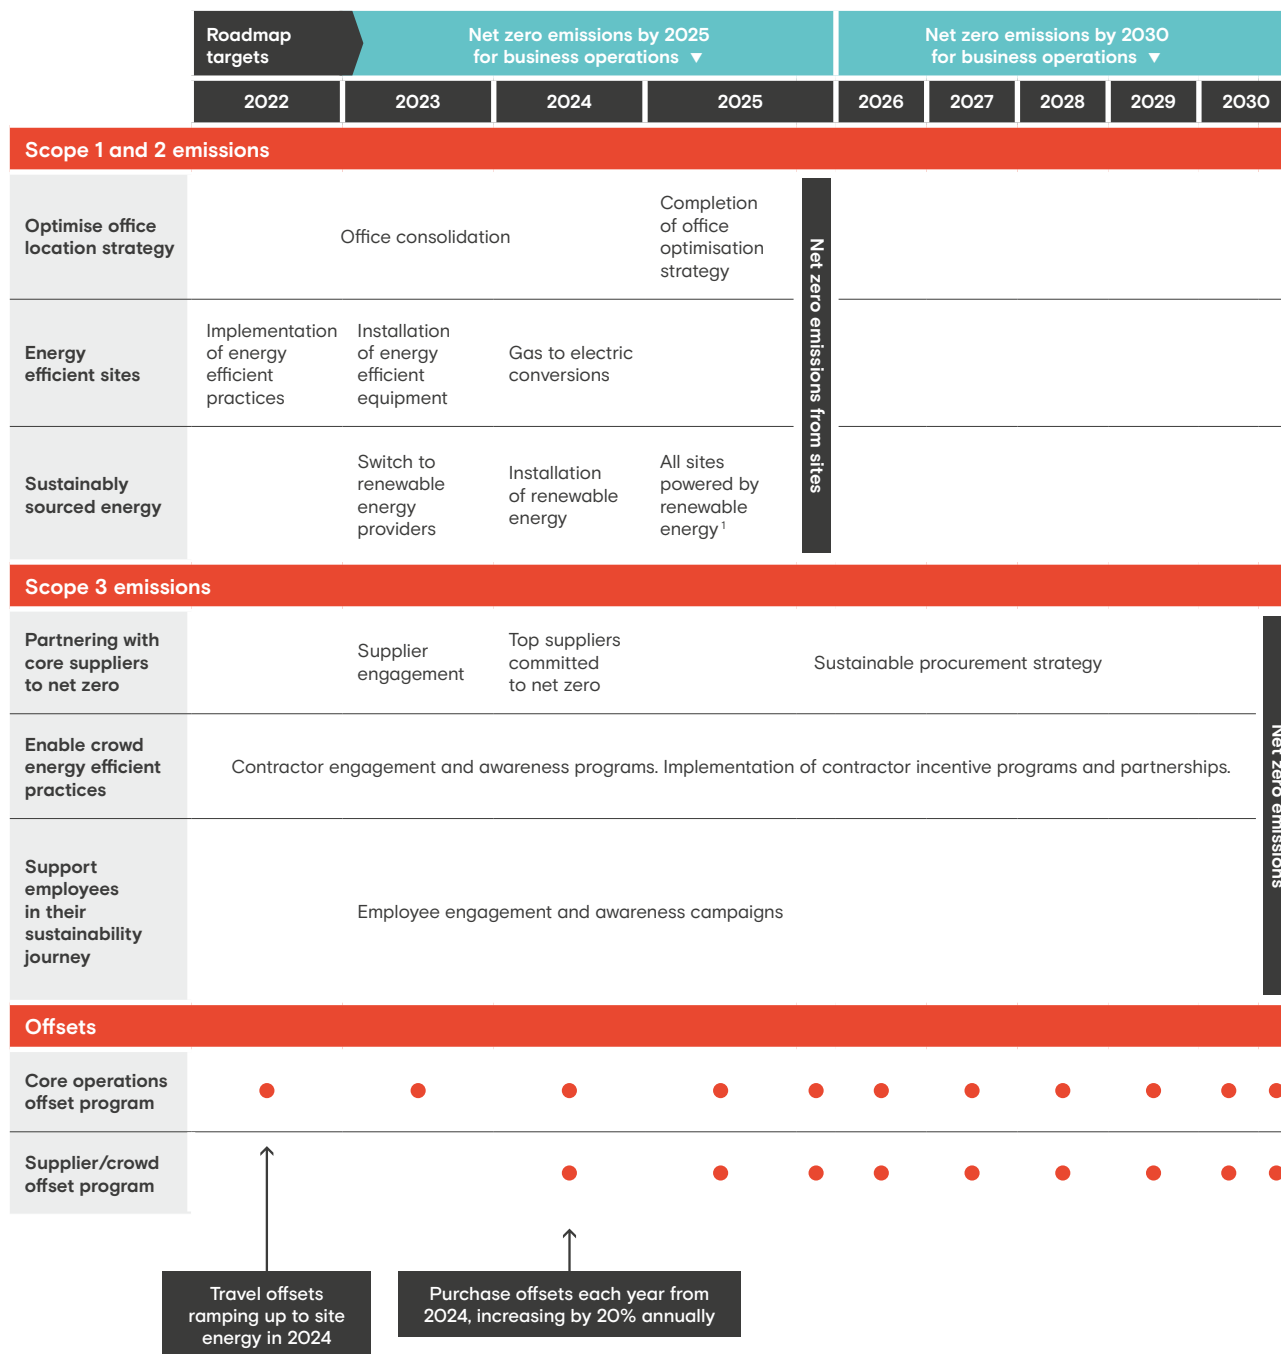 Roadmap
targets
Net zero emissions by 2025
for business operations ▼
Net zero emissions by 2030
for business operations ▼
2022
2023
2024
2025
2026
2027
2028
2029
2030
Scope 1 and 2 emissions
Optimise office
location strategy
Office consolidation
Completion
of office
optimisation
strategy
Net zero emissions from sites
Energy
efficient sites
Implementation
of energy
efficient
practices
Installation
of energy
efficient
equipment
Gas to electric
conversions
Sustainably
sourced energy
Switch to
renewable
energy
providers
Installation
of renewable
energy
All sites
powered by
renewable
energy¹
Scope 3 emissions
Partnering with
core suppliers
to net zero
Supplier
engagement
Top suppliers
committed
to net zero
Sustainable procurement strategy
Net zero emissions
Enable crowd
energy efficient
practices
Contractor engagement and awareness programs. Implementation of contractor incentive programs and partnerships.
Support
employees
in their
sustainability
journey
Employee engagement and awareness campaigns
Offsets
Core operations
offset program
Supplier/crowd
offset program
Travel offsets
ramping up to site
energy in 2024
Purchase offsets each year from
2024, increasing by 20% annually